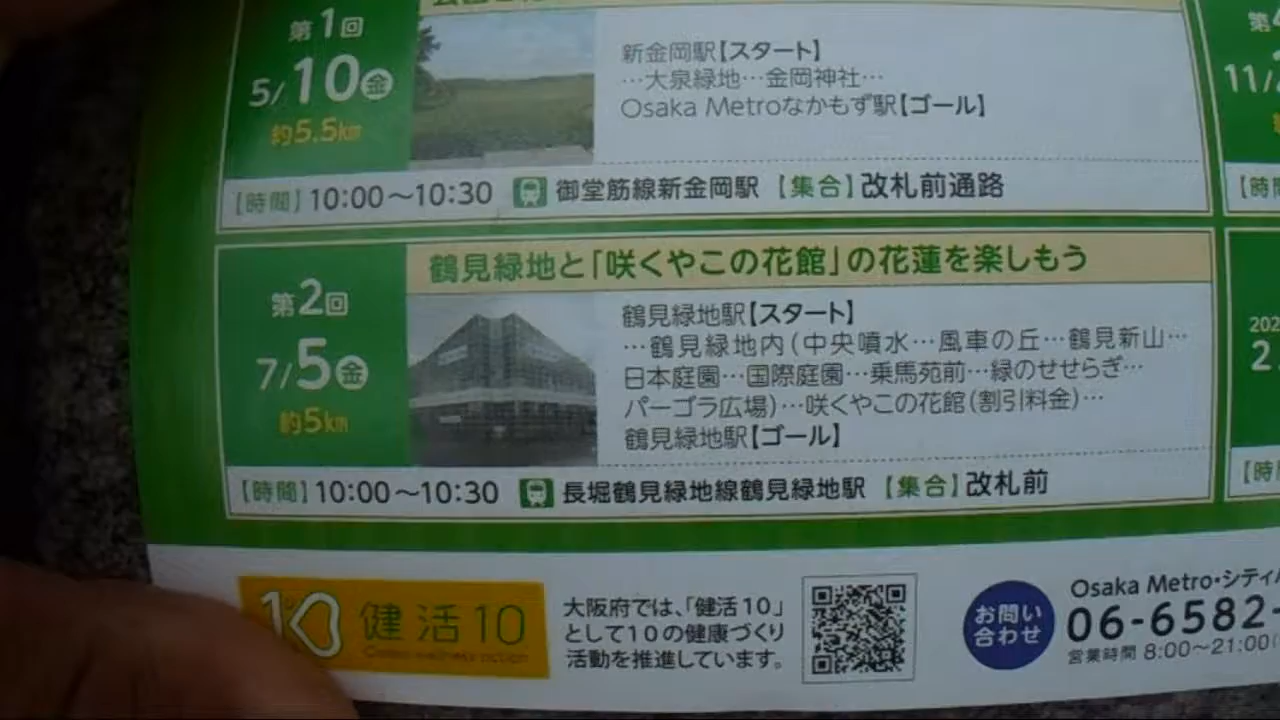 第1回
5/10金
約5.5km
新金岡駅【スタート】
…大泉緑地…金岡神社…
Osaka Metroなかもず駅【ゴール】
【時間】10:00～10:30 御堂筋線新金岡駅 【集合】改札前通路
第2回
7/5金
約5km
鶴見緑地と「咲くやこの花館」の花蓮を楽しもう
鶴見緑地駅【スタート】
…鶴見緑地内(中央噴水…風車の丘…鶴見新山…
日本庭園…国際庭園…乗馬苑前…緑のせせらぎ…
パーゴラ広場)…咲くやこの花館(割引料金)…
鶴見緑地駅【ゴール】
【時間】10:00～10:30 長堀鶴見緑地線鶴見緑地駅 【集合】改札前
11/
健活10
大阪府では、「健活10」
として10の健康づくり
活動を推進しています。
お問い
合わせ
Osaka Metro・シティ
06-6582-
営業時間 8:00～21:00